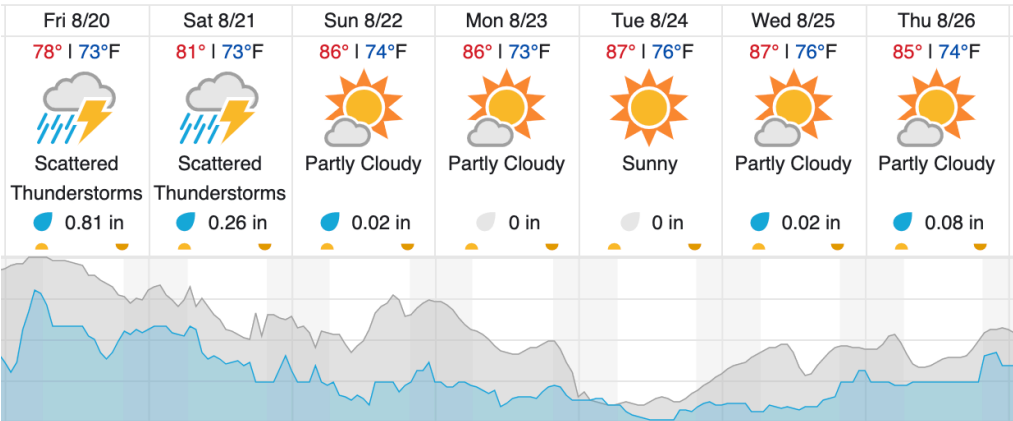 Fri 8/20 Sat 8/21 Sun 8/22 Mon 8/23 Tue 8/24 Wed 8/25 Thu 8/26
78° | 73°F 81° | 73°F 86° | 74°F 86° | 73°F 87° | 76°F 87° | 76°F 85° | 74°F
Scattered Scattered Partly Cloudy Partly Cloudy Sunny Partly Cloudy Partly Cloudy
Thunderstorms Thunderstorms
0.81 in 0.26 in 0.02 in 0 in 0 in 0.02 in 0.08 in